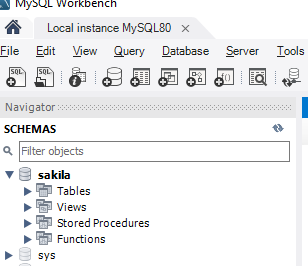 MySQL Workbench
Local instance MySQL80 ×
File Edit View Query Database Server Tools
SQL SQL
Navigator
SCHEMAS
Filter objects
sakila
Tables
Views
Stored Procedures
Functions
sys